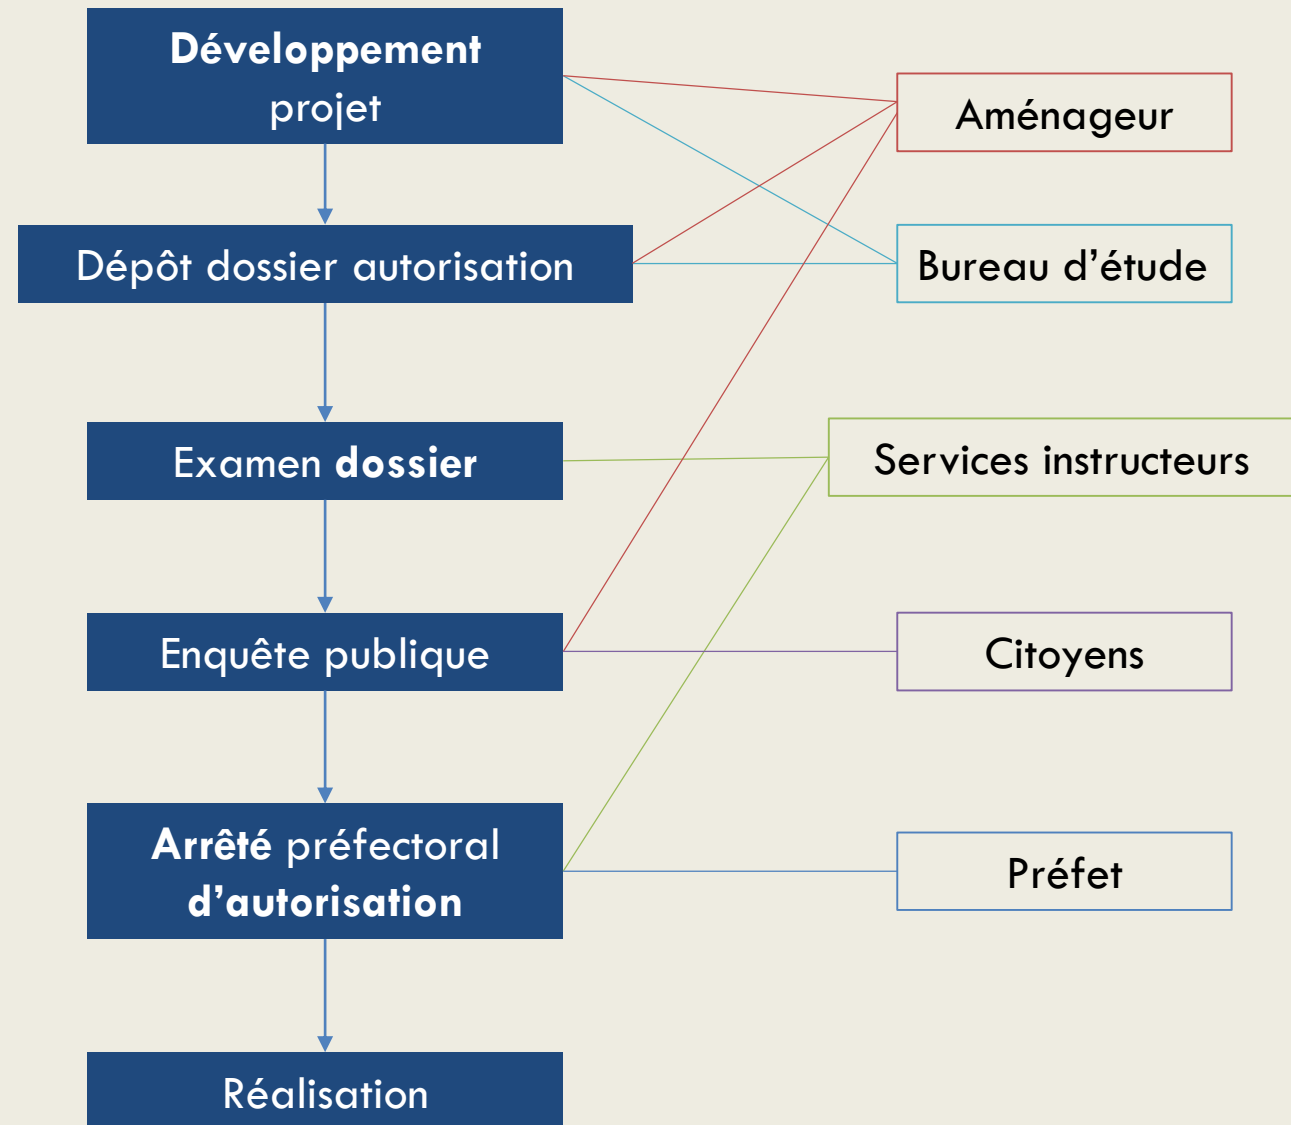 Développement
projet
Aménageur
Dépôt dossier autorisation
Bureau d’étude
Examen dossier
Services instructeurs
Enquête publique
Citoyens
Arrêté préfectoral
d’autorisation
Préfet
Réalisation